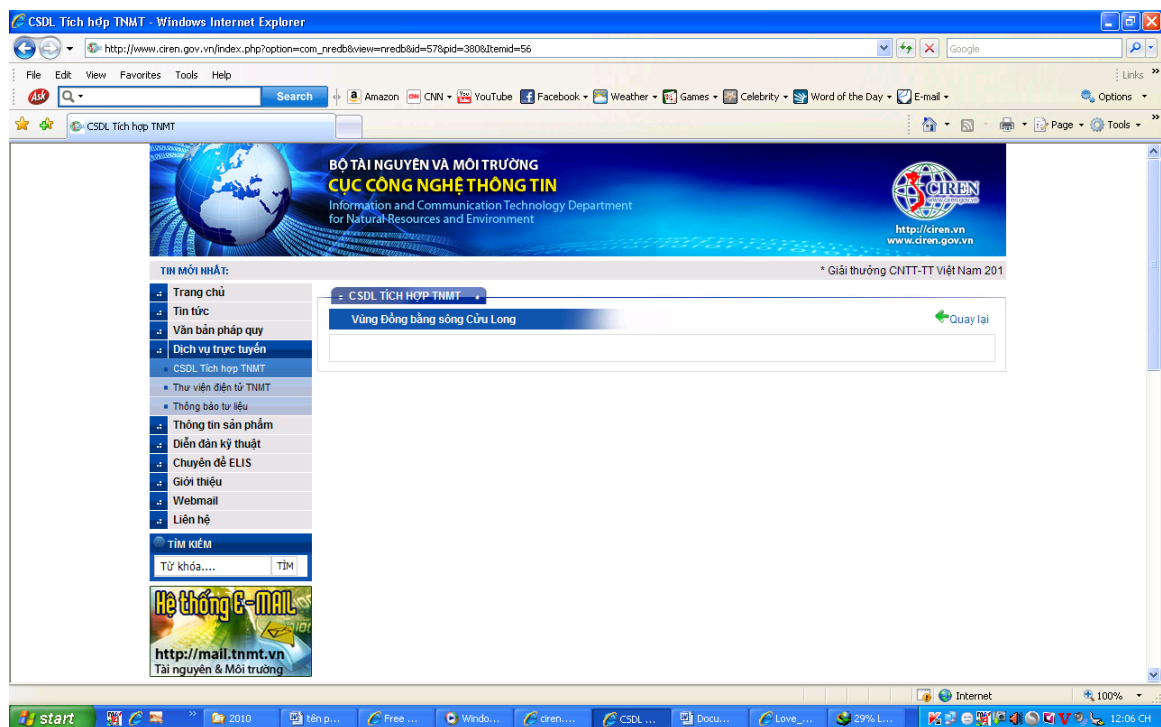 CSDL Tích hợp TNMT - Windows Internet Explorer
http://www.ciren.gov.vn/index.php?option=com_nredb&view=nredb&id=57&pid=380&Itemid=56
Google
File Edit View Favorites Tools Help
Links »
Ask
Search
Amazon CNN YouTube Facebook Weather Games Celebrity Word of the Day E-mail
Options
CSDL Tích hợp TNMT
Page Tools »
BỘ TÀI NGUYÊN VÀ MÔI TRƯỜNG
CỤC CÔNG NGHỆ THÔNG TIN
Information and Communication Technology Department
for Natural Resources and Environment
CIREN
www.ciren.gov.vn
http://ciren.vn
www.ciren.gov.vn
TIN MỚI NHẤT:
* Giải thưởng CNTT-TT Việt Nam 201
Trang chủ
Tin tức
Văn bản pháp quy
Dịch vụ trực tuyến
CSDL Tích hợp TNMT
Thư viện điện tử TNMT
Thông báo tư liệu
Thông tin sản phẩm
Diễn đàn kỹ thuật
Chuyên đề ELIS
Giới thiệu
Webmail
Liên hệ
CSDL TÍCH HỢP TNMT
Vùng Đồng bằng sông Cửu Long
Quay lại
TÌM KIẾM
Từ khóa....
TÌM
Hệ thống E-MAIL
http://mail.tnmt.vn
Tài nguyên & Môi trường
Internet
100%
start
»
2010
tên p...
Free ...
Windo...
ciren....
CSDL ...
Docu...
Love_...
29% L...
12:06 CH